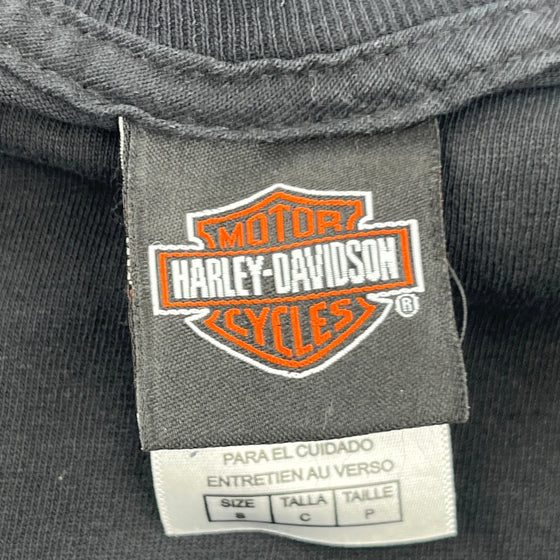 MOTOR
HARLEY-DAVIDSON
CYCLES
®
PARA EL CUIDADO
ENTRETIEN AU VERSO
SIZE TALLA TAILLE
S C P